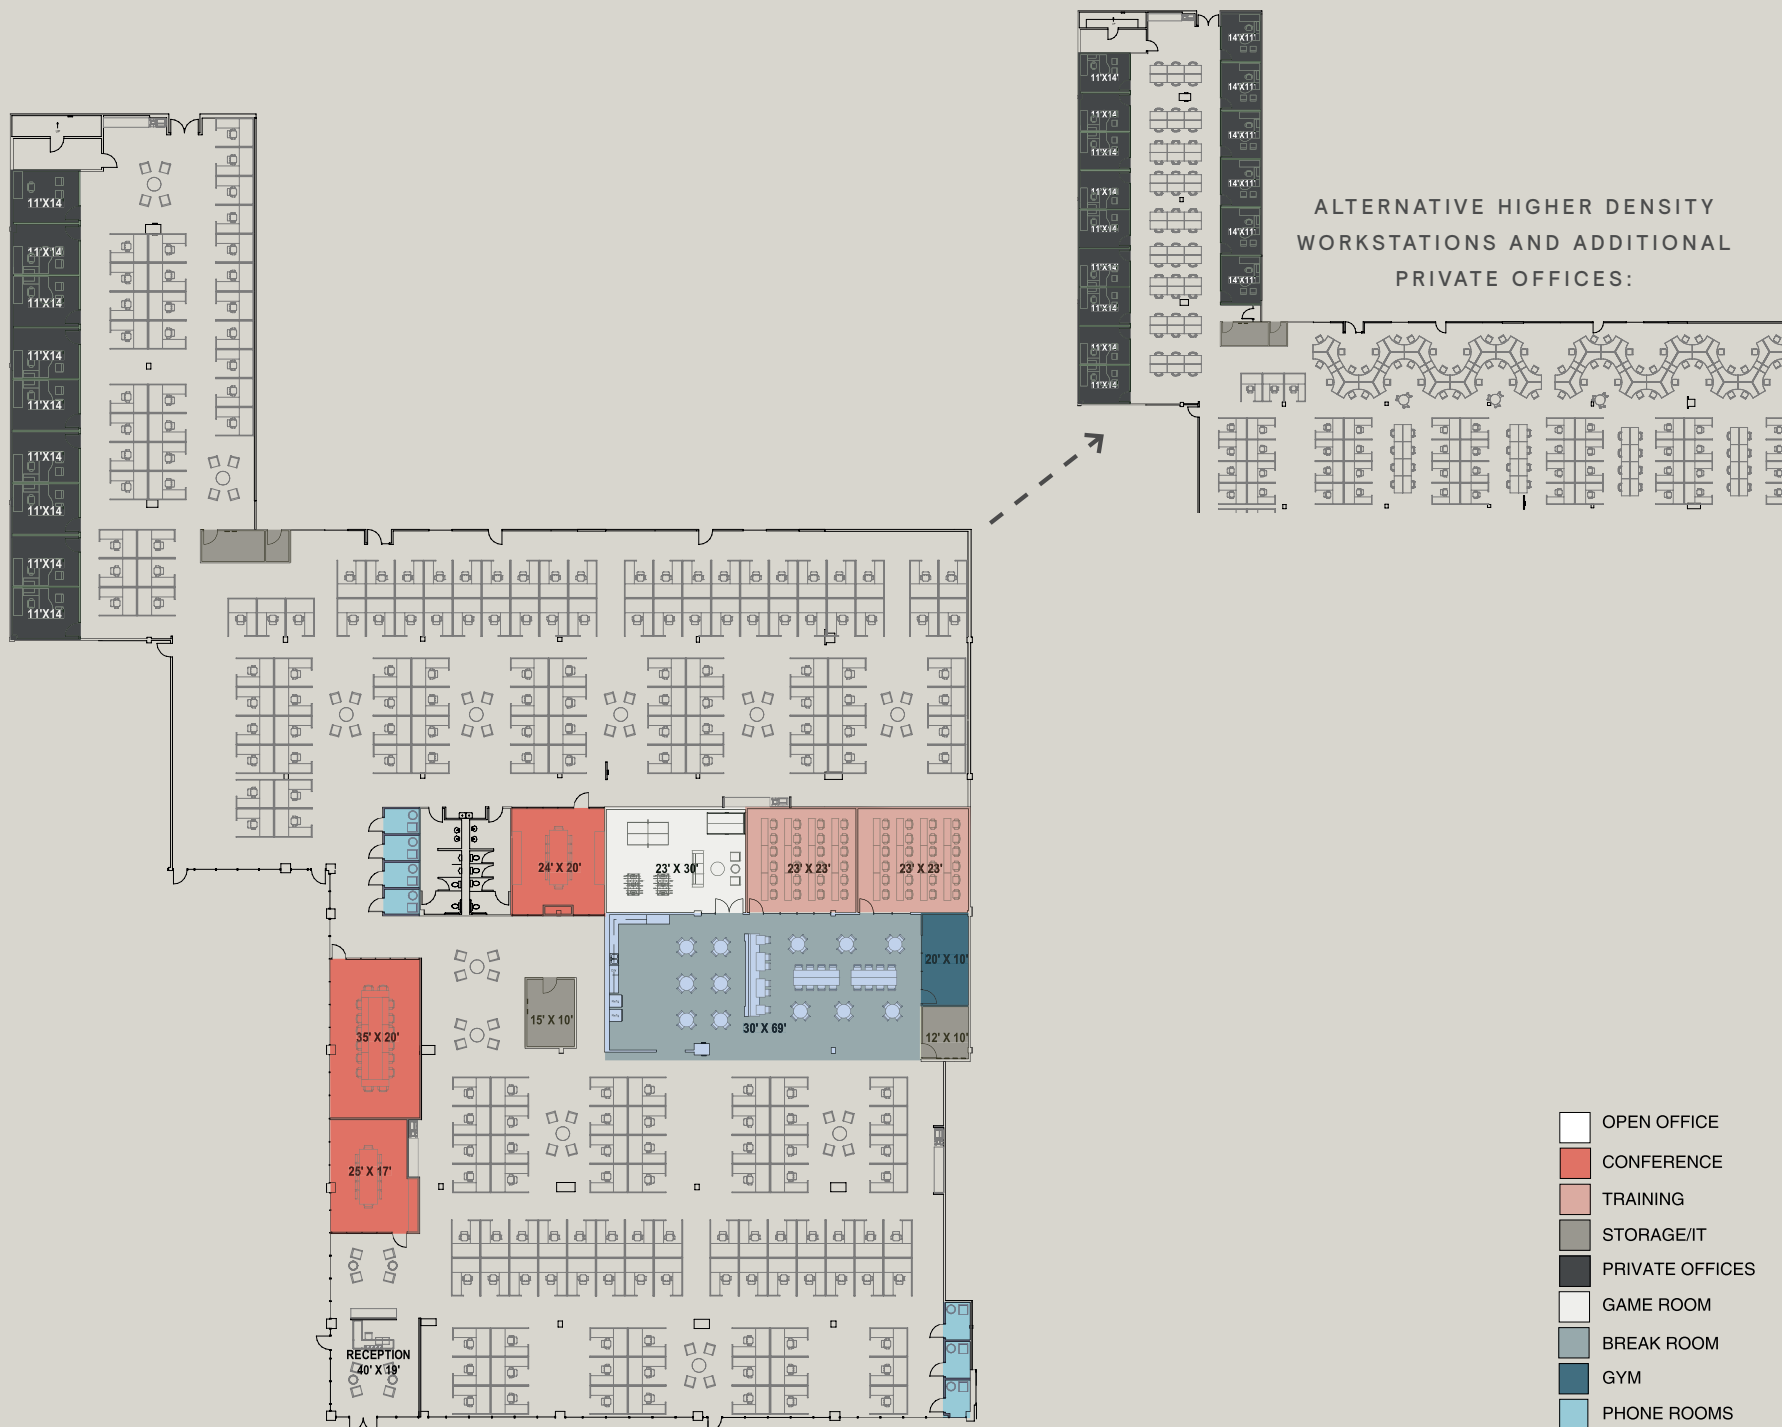 11'X14
11'X14
11'X14
11'X14
11'X14
11'X14
11'X14
11'X14
11'X14
14'X11'
14'X11'
14'X11'
14'X11'
14'X11'
14'X11'
11'X14'
11'X14
11'X14
11'X14
11'X14
11'X14
11'X14
11'X14
11'X14
ALTERNATIVE HIGHER DENSITY
WORKSTATIONS AND ADDITIONAL
PRIVATE OFFICES:
24' X 20'
23' X 30'
23' X 23'
23' X 23'
20' X 10'
15' X 10'
30' X 69'
12' X 10'
35' X 20'
25' X 17'
RECEPTION
40' X 19'
OPEN OFFICE
CONFERENCE
TRAINING
STORAGE/IT
PRIVATE OFFICES
GAME ROOM
BREAK ROOM
GYM
PHONE ROOMS